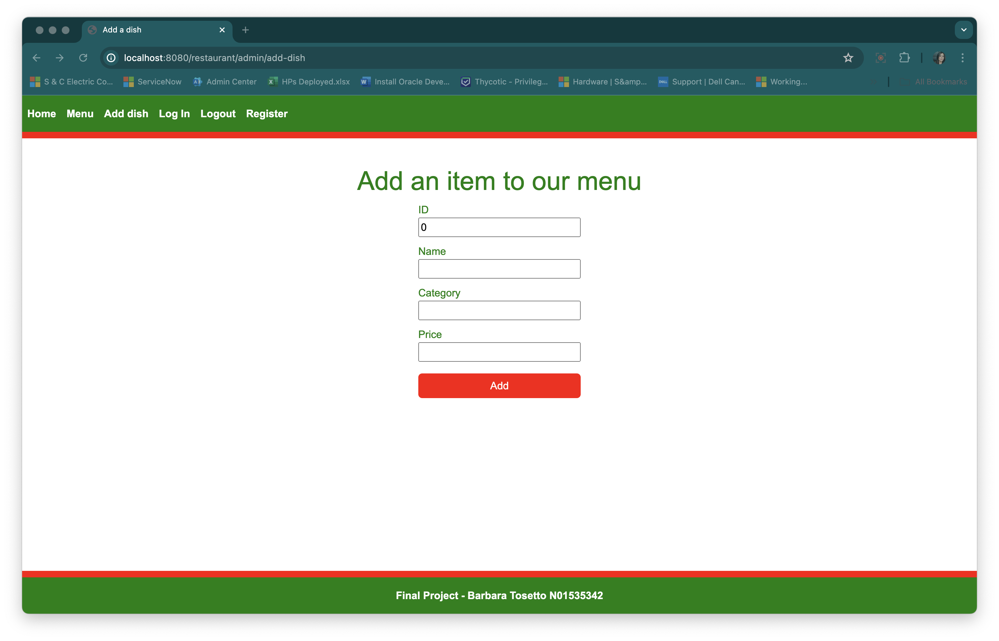 Add a dish
localhost:8080/restaurant/admin/add-dish
S & C Electric Co... ServiceNow Admin Center HPs Deployed.xlsx Install Oracle Deve... Thycotic - Privileg... Hardware | S&amp... Support | Dell Can... Working... All Bookmarks
Home Menu Add dish Log In Logout Register
Add an item to our menu
ID
0
Name
Category
Price
Add
Final Project - Barbara Tosetto N01535342